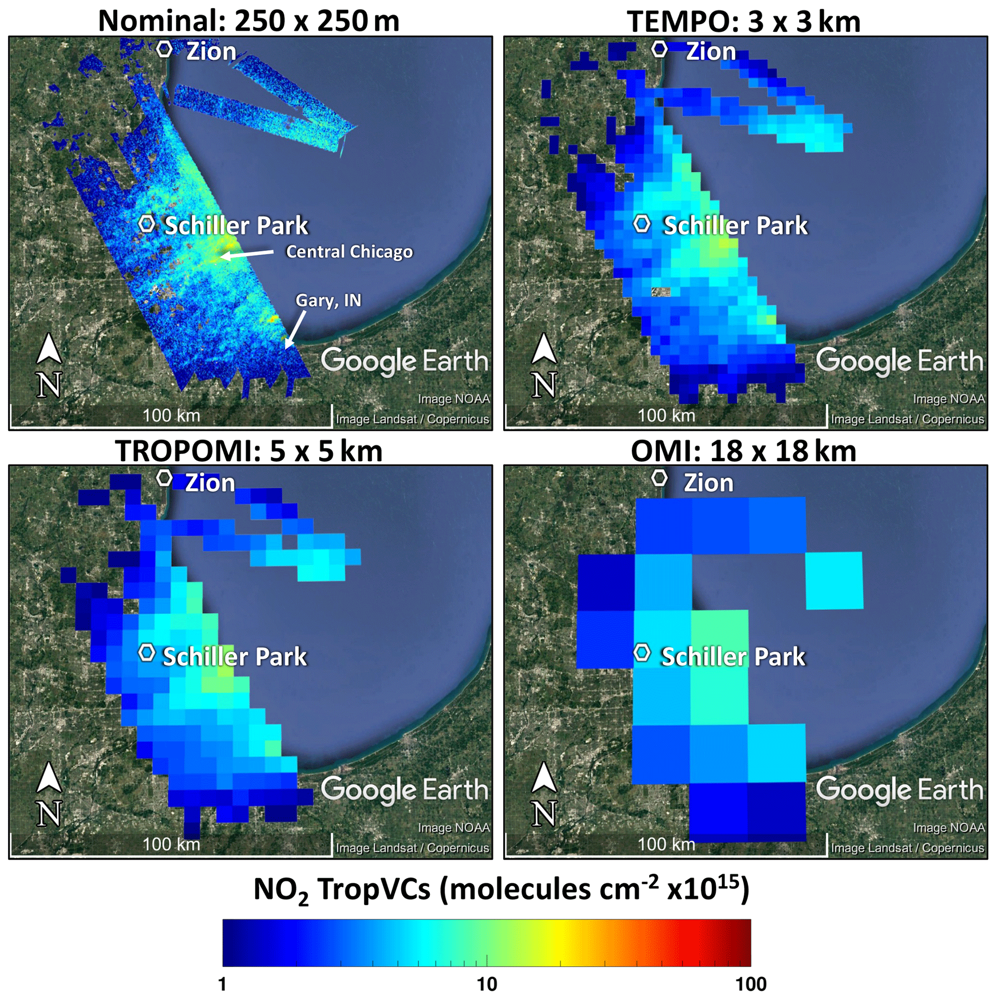 Nominal: 250 x 250 m
Zion
Schiller Park
Central Chicago
Gary, IN
N
Google Earth
Image NOAA
100 km
Image Landsat / Copernicus
TEMPO: 3 x 3 km
Zion
Schiller Park
N
Google Earth
Image NOAA
100 km
Image Landsat / Copernicus
TROPOMI: 5 x 5 km
Zion
Schiller Park
N
Google Earth
Image NOAA
100 km
Image Landsat / Copernicus
OMI: 18 x 18 km
Zion
Schiller Park
N
Google Earth
Image NOAA
100 km
Image Landsat / Copernicus
NO₂ TropVCs (molecules cm⁻² x10¹⁵)
1 10 100